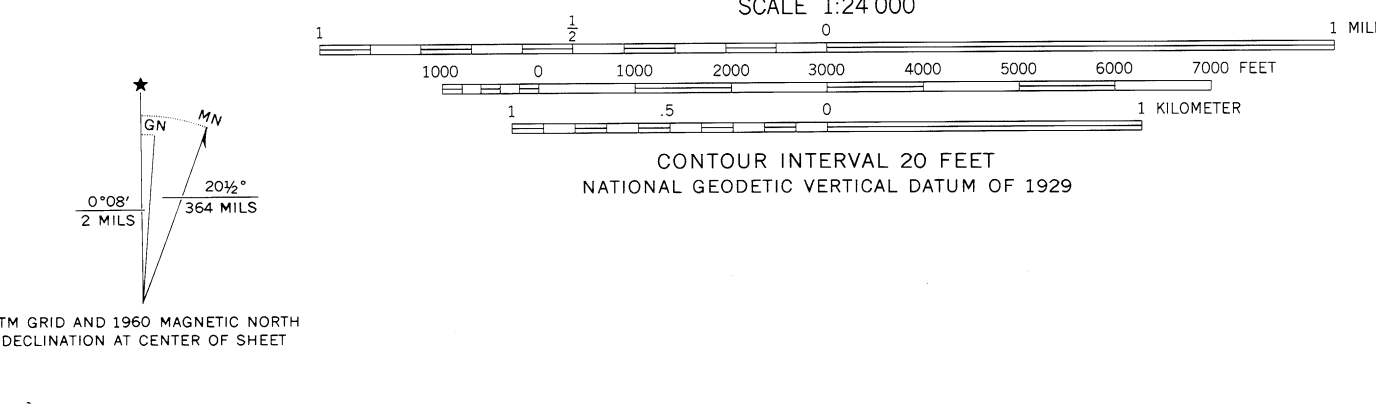 SCALE 1:24 000
1 ½ 0 1
1000 0 1000 2000 3000 4000 5000 6000 7000 FEET
1 .5 0 1 KILOMETER
CONTOUR INTERVAL 20 FEET
NATIONAL GEODETIC VERTICAL DATUM OF 1929
★
GN
MN
0°08′
2 MILS
20½°
364 MILS
GRID AND 1960 MAGNETIC NORTH
DECLINATION AT CENTER OF SHEET